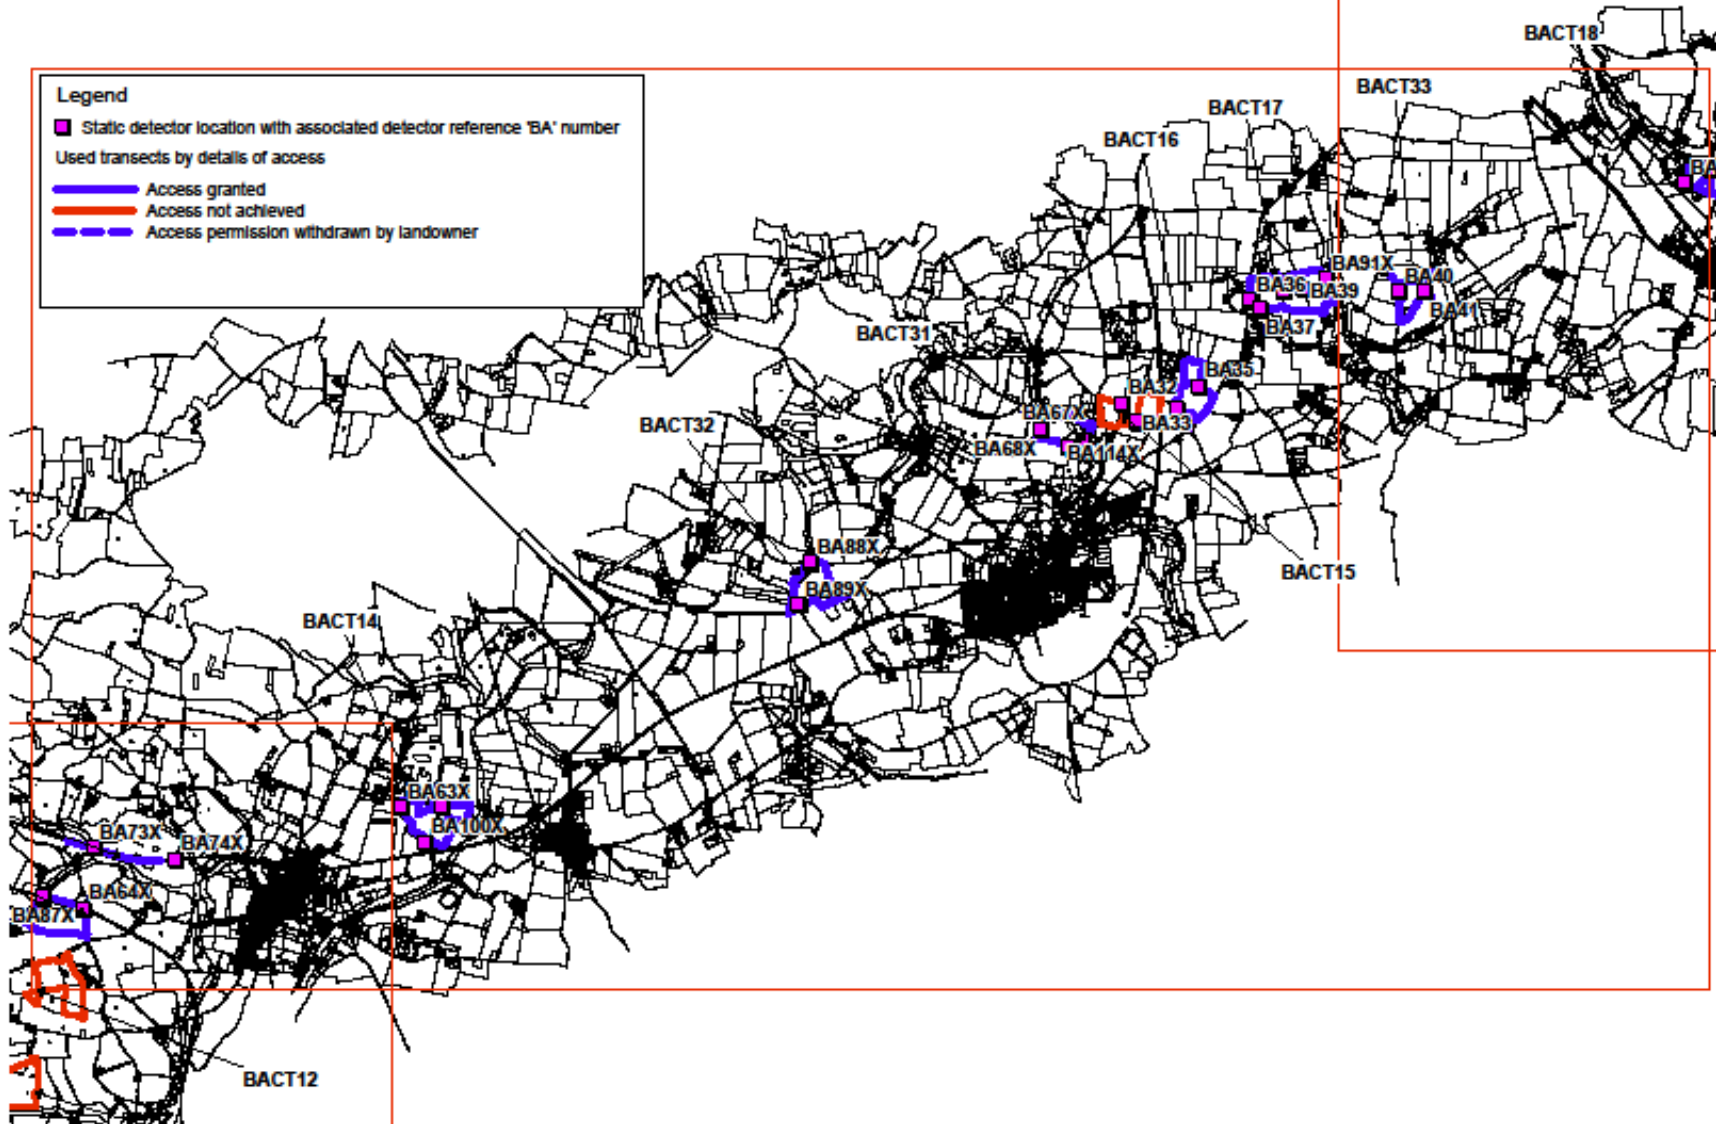 BACT18
Legend
BACT33
BACT17
Static detector location with associated detector reference 'BA' number
BACT16
Used transects by details of access
BA
Access granted
Access not achieved
Access permission withdrawn by landowner
BA91X
BA36
BA39
BA40
BA41
BA37
BACT31
BA35
BA32
BA67X
BA33
BACT32
BA68X
BA114X
BA88X
BACT15
BA89X
BACT14
BA63X
BA100X
BA73X
BA74X
BA64X
BA87X
BACT12